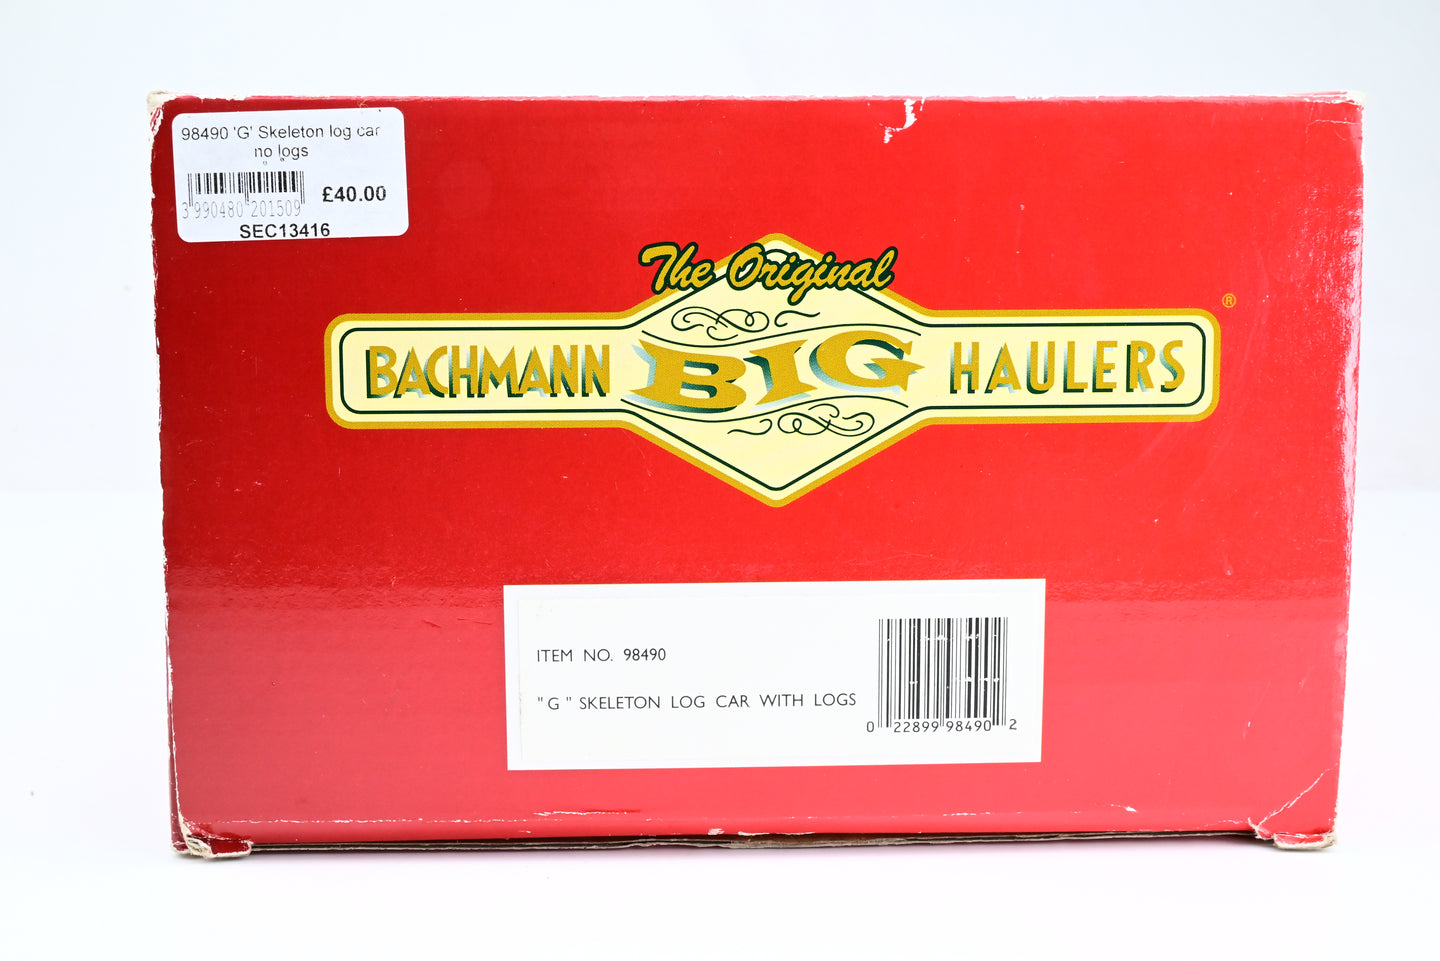 98490 'G' Skeleton log car
no logs
£40.00
3 990480 201509
SEC13416
The Original
BACHMANN BIG HAULERS ®
ITEM NO. 98490
"G" SKELETON LOG CAR WITH LOGS
0 22899 98490 2